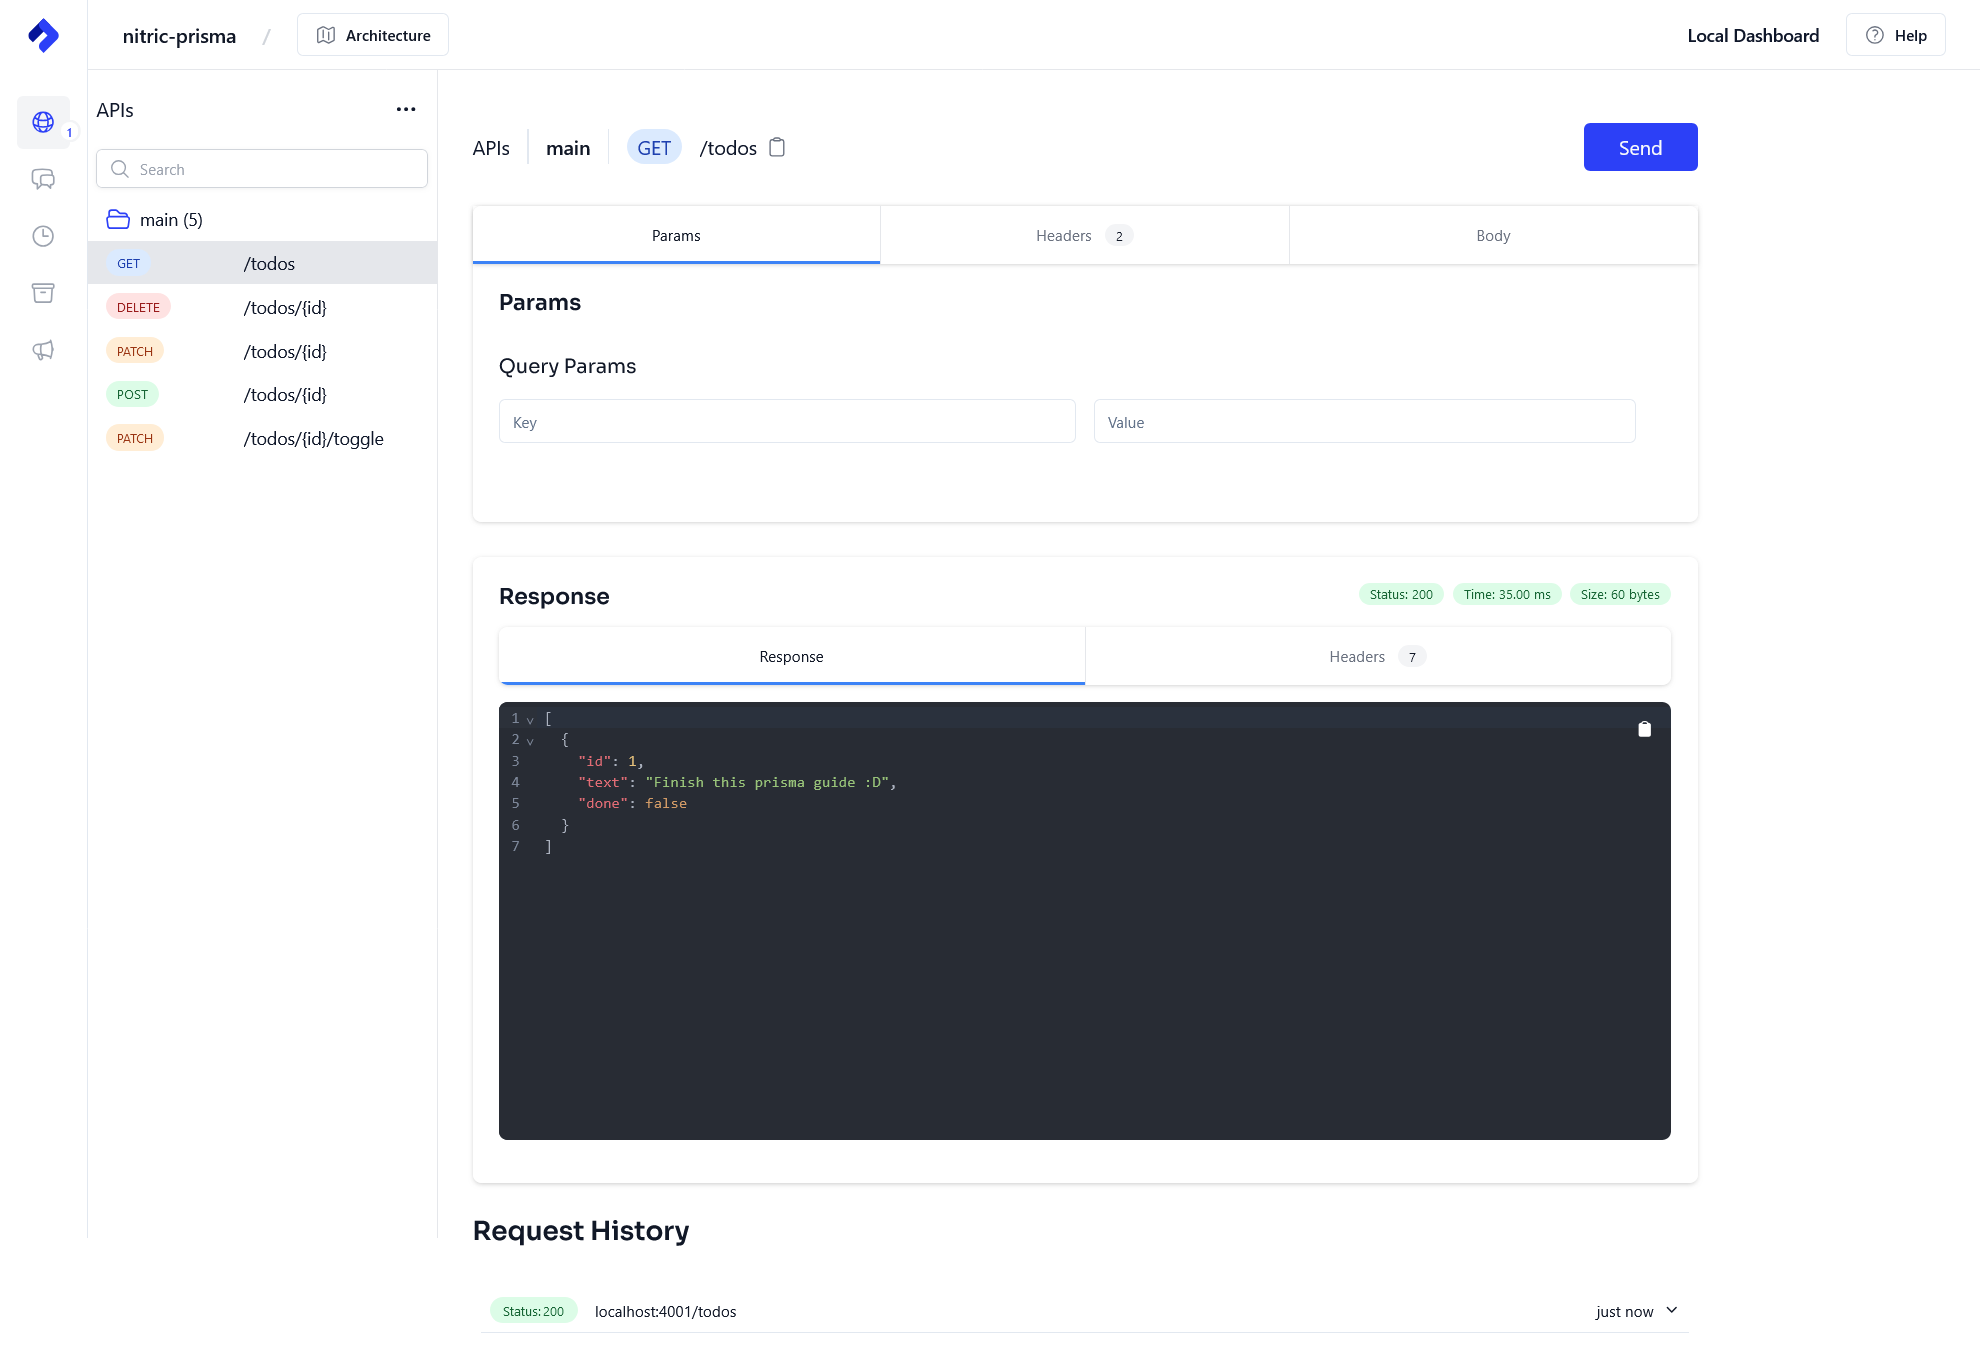 nitric-prisma / Architecture Local Dashboard Help
1
APIs ...
Search
main (5)
GET /todos
DELETE /todos/{id}
PATCH /todos/{id}
POST /todos/{id}
PATCH /todos/{id}/toggle
APIs main GET /todos Send
Params Headers 2 Body
Params
Query Params
Key Value
Response Status: 200 Time: 35.00 ms Size: 60 bytes
Response Headers 7
1 [
2 {
3 "id": 1,
4 "text": "Finish this prisma guide :D",
5 "done": false
6 }
7 ]
Request History
Status: 200 localhost:4001/todos just now